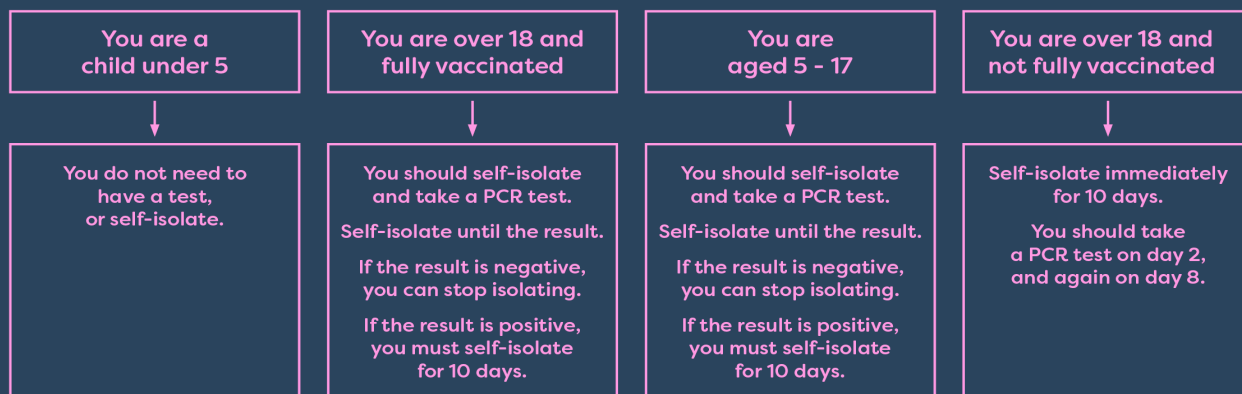 You are a
child under 5
You do not need to
have a test,
or self-isolate.
You are over 18 and
fully vaccinated
You should self-isolate
and take a PCR test.
Self-isolate until the result.
If the result is negative,
you can stop isolating.
If the result is positive,
you must self-isolate
for 10 days.
You are
aged 5 - 17
You should self-isolate
and take a PCR test.
Self-isolate until the result.
If the result is negative,
you can stop isolating.
If the result is positive,
you must self-isolate
for 10 days.
You are over 18 and
not fully vaccinated
Self-isolate immediately
for 10 days.
You should take
a PCR test on day 2,
and again on day 8.